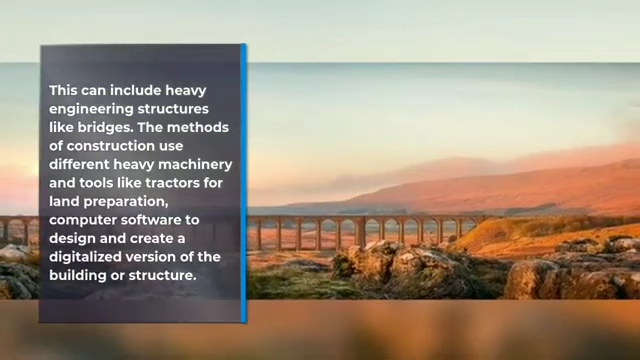 This can include heavy
engineering structures
like bridges. The methods
of construction use
different heavy machinery
and tools like tractors for
land preparation,
computer software to
design and create a
digitalized version of the
building or structure.